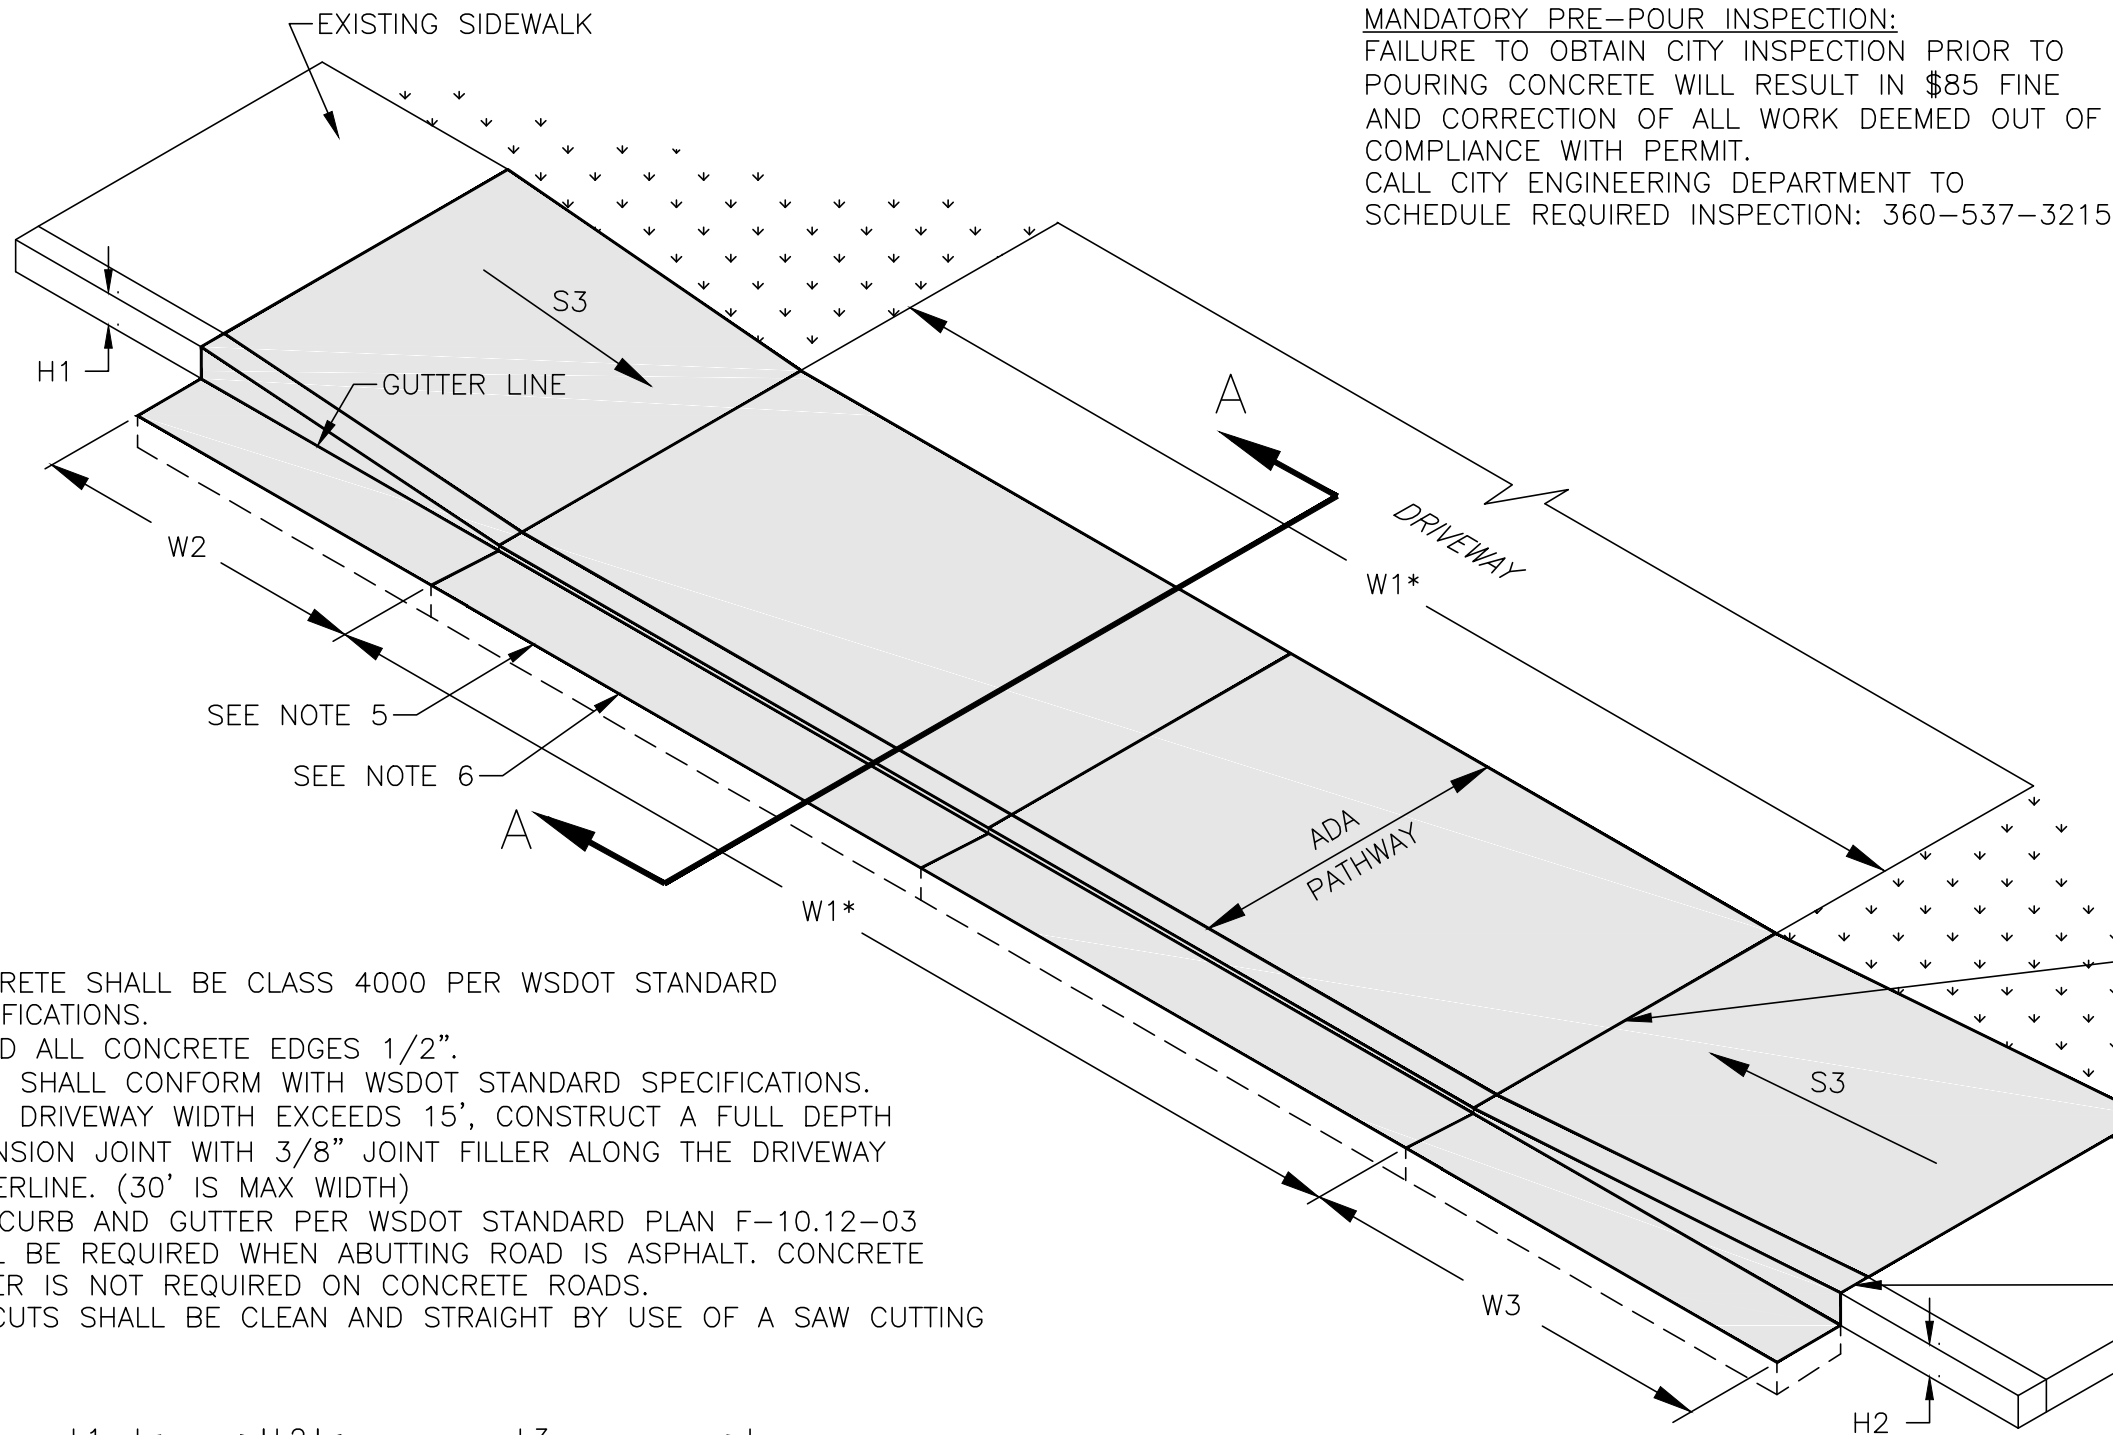 EXISTING SIDEWALK
MANDATORY PRE-POUR INSPECTION:
FAILURE TO OBTAIN CITY INSPECTION PRIOR TO
POURING CONCRETE WILL RESULT IN $85 FINE
AND CORRECTION OF ALL WORK DEEMED OUT OF
COMPLIANCE WITH PERMIT.
CALL CITY ENGINEERING DEPARTMENT TO
SCHEDULE REQUIRED INSPECTION: 360-537-3215
S3
H1
GUTTER LINE
A
DRIVEWAY
W2
W1*
SEE NOTE 5
SEE NOTE 6
A
ADA
PATHWAY
W1*
RETE SHALL BE CLASS 4000 PER WSDOT STANDARD
FICATIONS.
D ALL CONCRETE EDGES 1/2".
SHALL CONFORM WITH WSDOT STANDARD SPECIFICATIONS.
DRIVEWAY WIDTH EXCEEDS 15', CONSTRUCT A FULL DEPTH
NSION JOINT WITH 3/8" JOINT FILLER ALONG THE DRIVEWAY
ERLINE. (30' IS MAX WIDTH)
CURB AND GUTTER PER WSDOT STANDARD PLAN F-10.12-03
L BE REQUIRED WHEN ABUTTING ROAD IS ASPHALT. CONCRETE
ER IS NOT REQUIRED ON CONCRETE ROADS.
CUTS SHALL BE CLEAN AND STRAIGHT BY USE OF A SAW CUTTING
S3
W3
H2